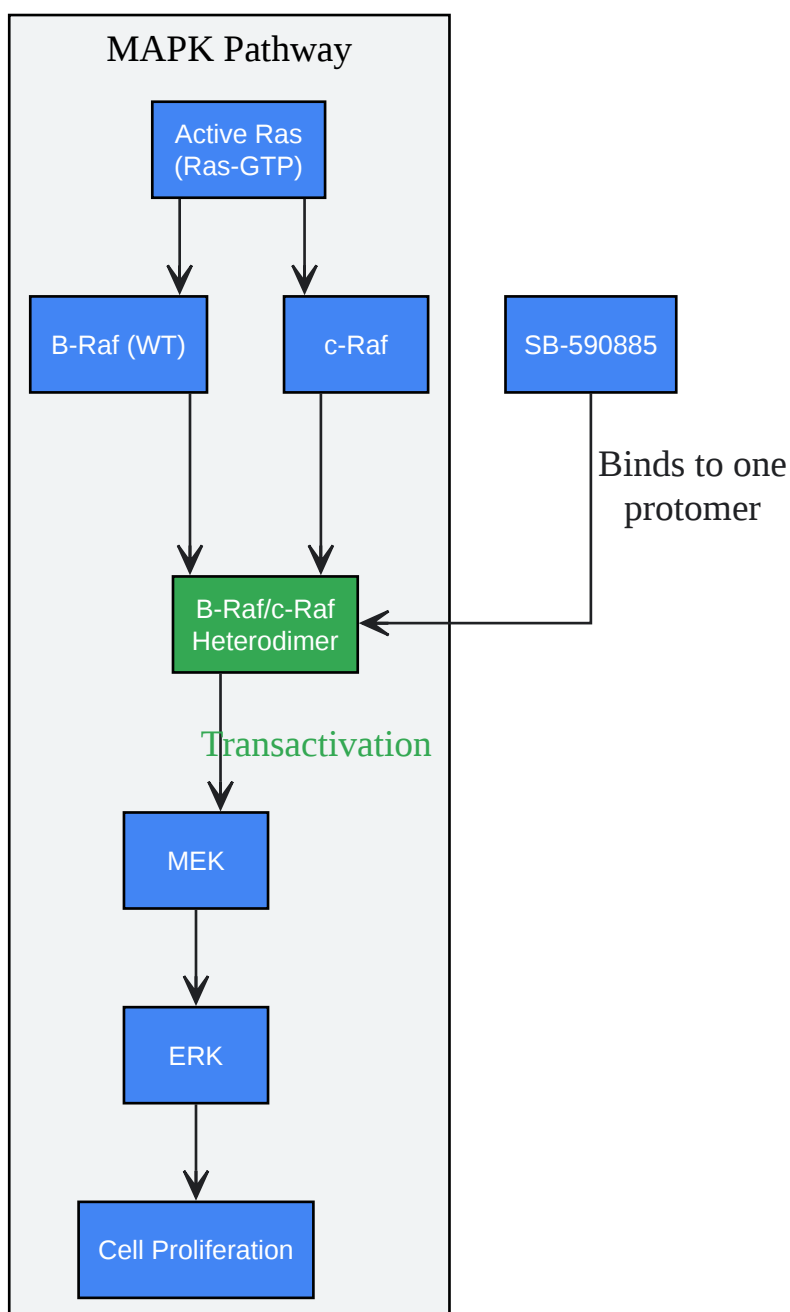 MAPK Pathway
Active Ras
(Ras-GTP)
B-Raf (WT)
c-Raf
SB-590885
Binds to one
protomer
B-Raf/c-Raf
Heterodimer
Transactivation
MEK
ERK
Cell Proliferation